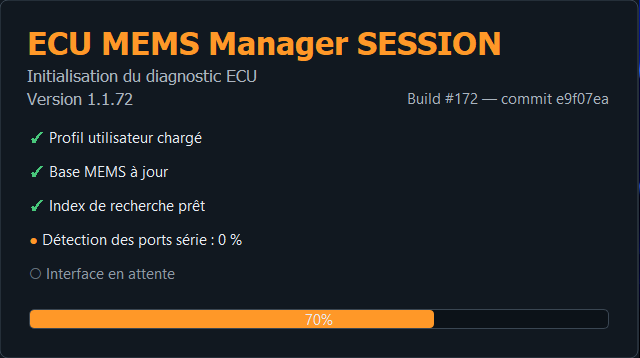 ECU MEMS Manager SESSION
Initialisation du diagnostic ECU
Version 1.1.72
Build #172 — commit e9f07ea
✓ Profil utilisateur chargé
✓ Base MEMS à jour
✓ Index de recherche prêt
● Détection des ports série : 0 %
○ Interface en attente
70%